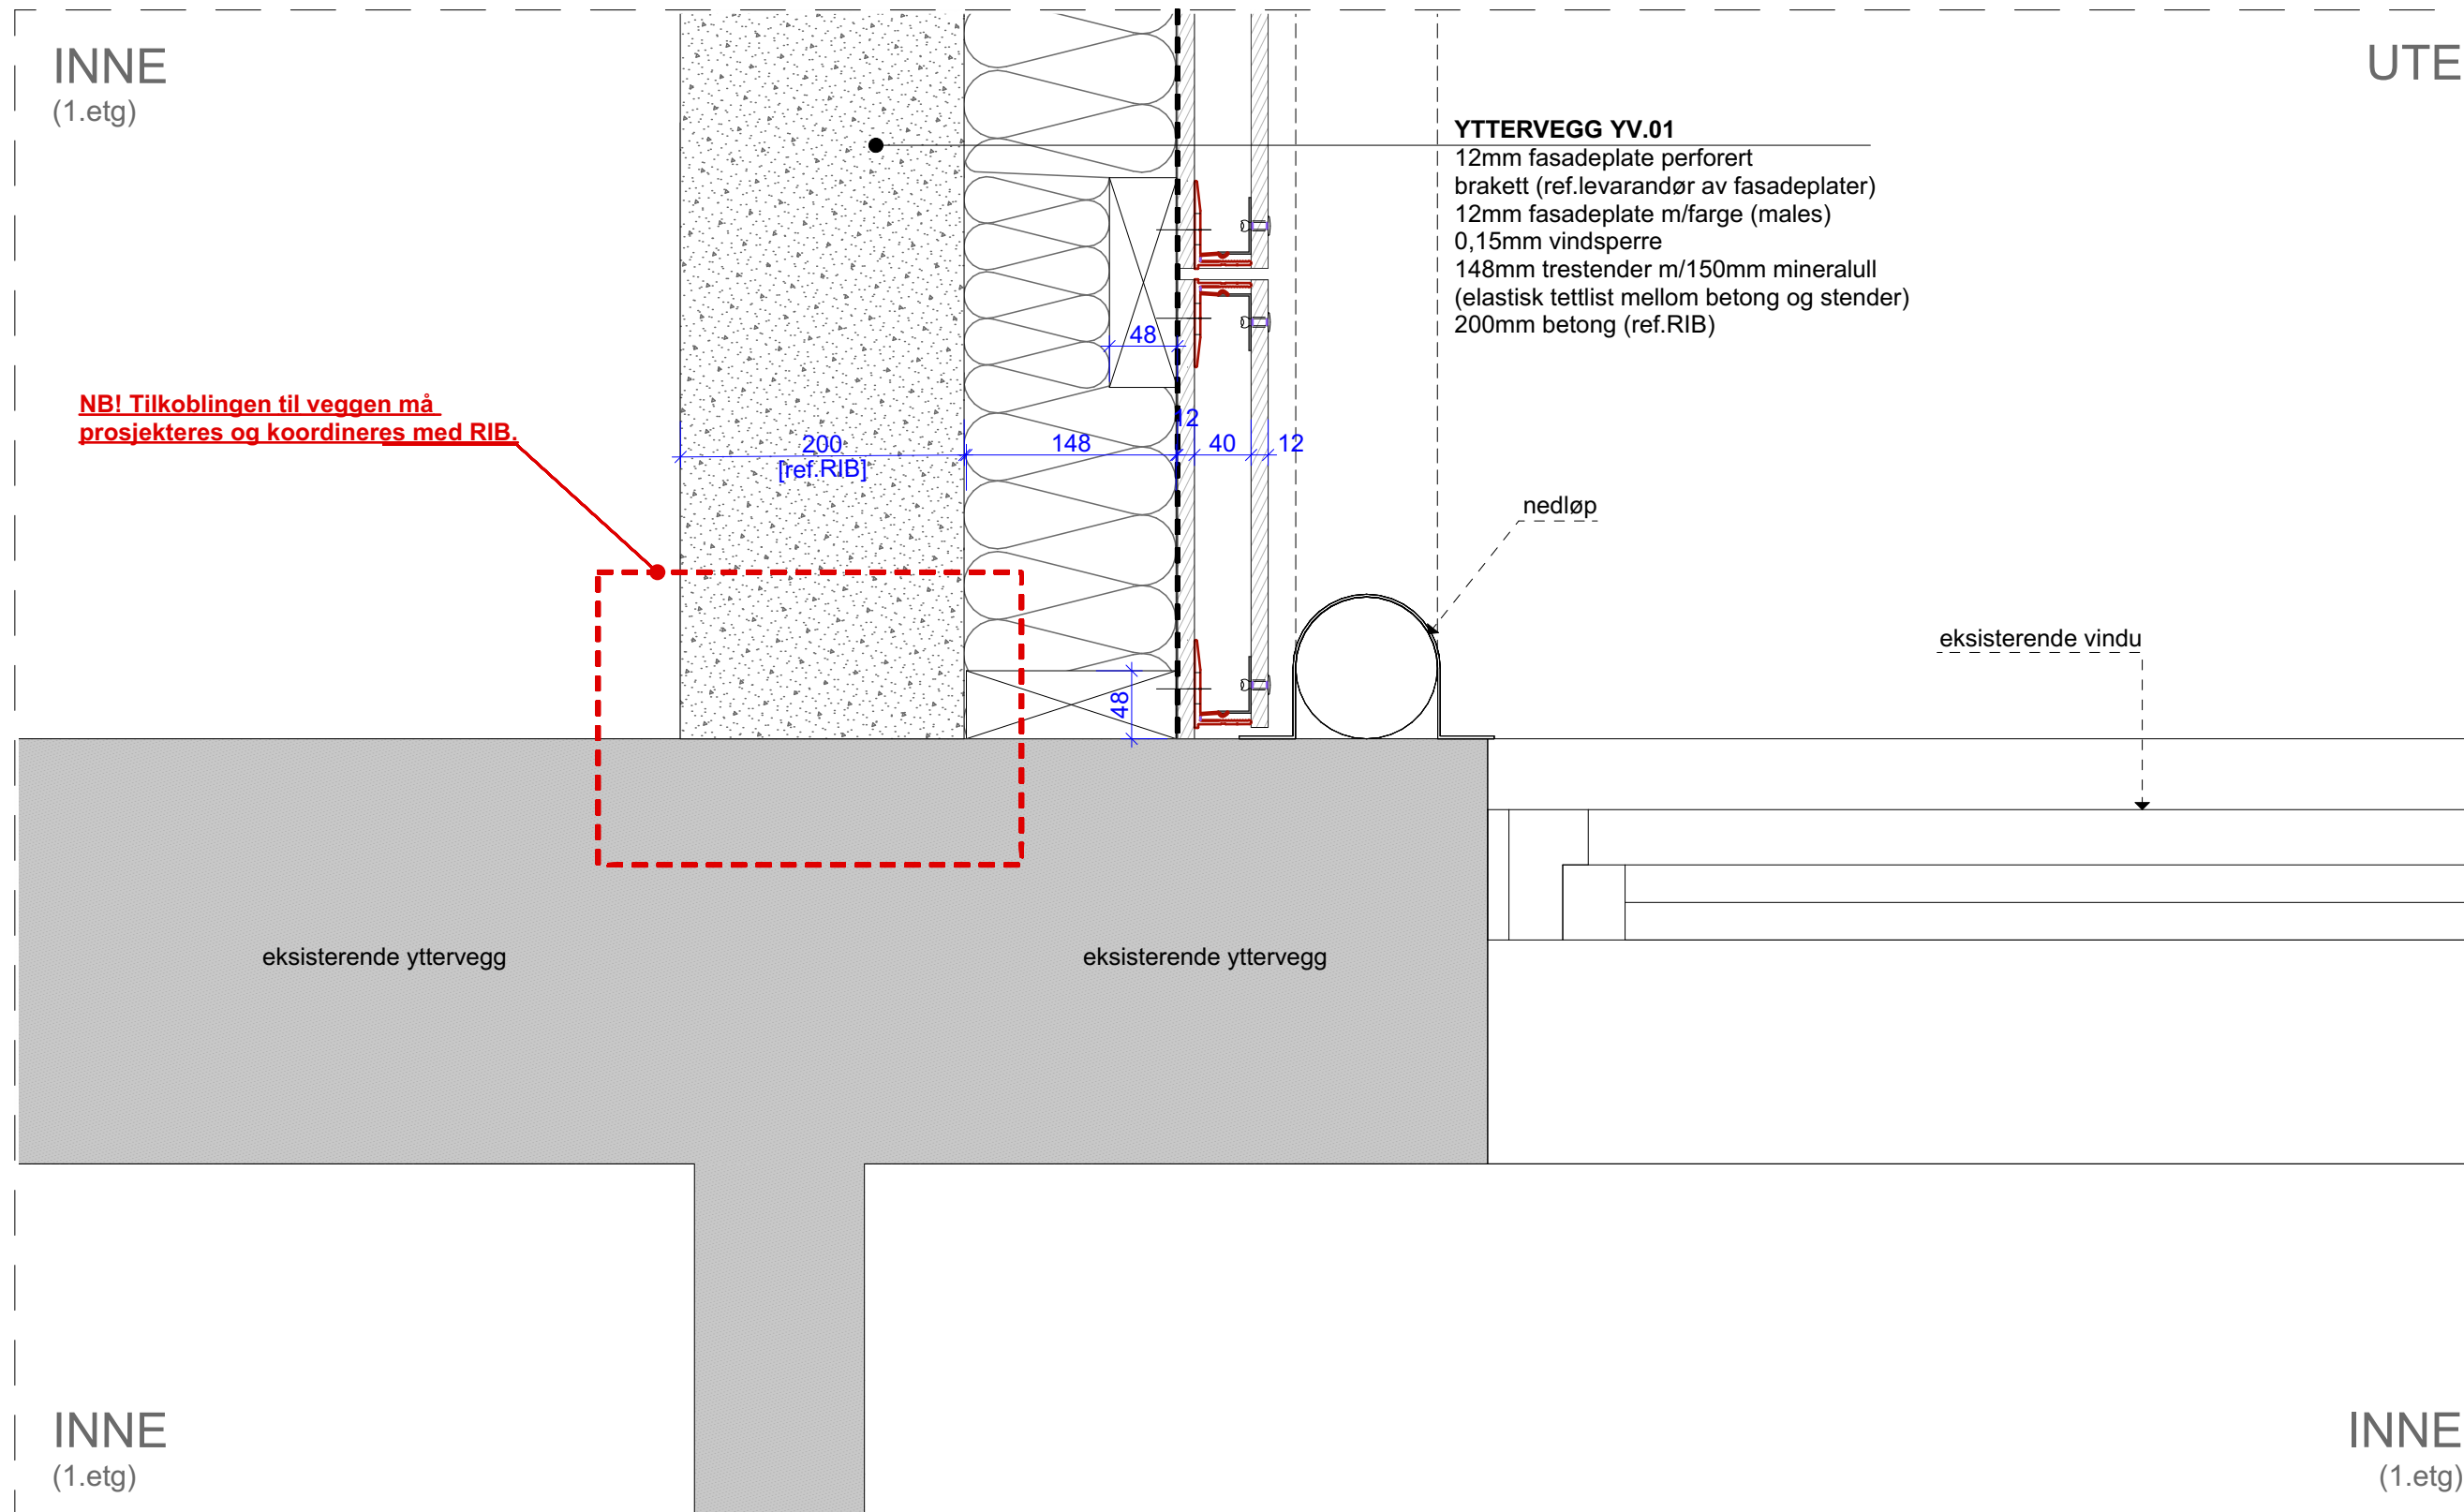 INNE
(1.etg)
UTE
YTTERVEGG YV.01
12mm fasadeplate perforert
brakett (ref.levarandør av fasadeplater)
12mm fasadeplate m/farge (males)
0,15mm vindsperre
148mm trestender m/150mm mineralull
(elastisk tettlist mellom betong og stender)
200mm betong (ref.RIB)
48
NB! Tilkoblingen til veggen må
prosjekteres og koordineres med RIB.
12
200
[ref.RIB]
148
40
12
nedløp
eksisterende vindu
48
eksisterende yttervegg
eksisterende yttervegg
INNE
(1.etg)
INNE
(1.etg)